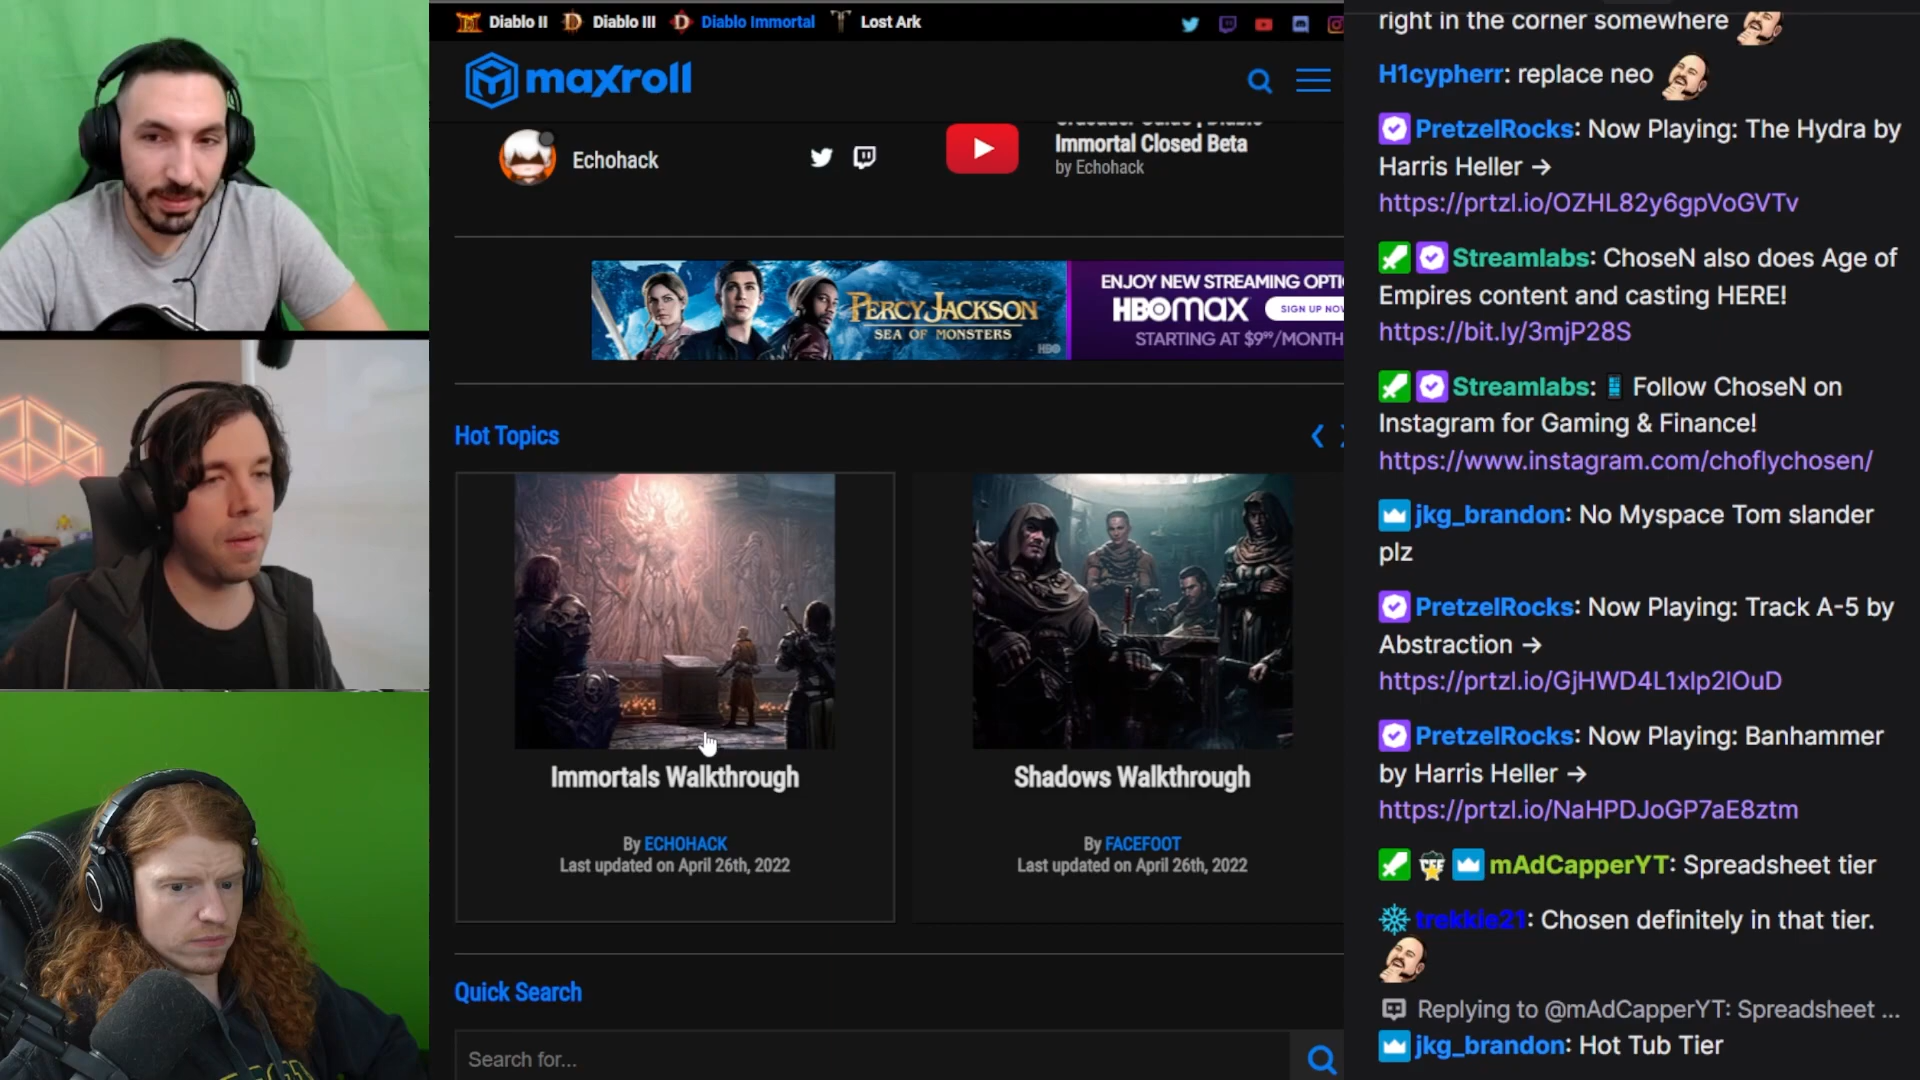 Diablo II
Diablo III
Diablo Immortal
Lost Ark
maxroll
Echohack
Crusader Guide | Diablo
Immortal Closed Beta
by Echohack
PERCY JACKSON
SEA OF MONSTERS
HBO
ENJOY NEW STREAMING OPTI
HBOMAX
SIGN UP NOW
STARTING AT $9⁹⁹/MONTH
Hot Topics
Immortals Walkthrough
By ECHOHACK
Last updated on April 26th, 2022
Shadows Walkthrough
By FACEFOOT
Last updated on April 26th, 2022
Quick Search
Search for...
right in the corner somewhere
H1cypherr: replace neo
PretzelRocks: Now Playing: The Hydra by
Harris Heller →
https://prtzl.io/OZHL82y6gpVoGVTv
Streamlabs: ChoseN also does Age of
Empires content and casting HERE!
https://bit.ly/3mjP28S
Streamlabs: Follow ChoseN on
Instagram for Gaming & Finance!
https://www.instagram.com/choflychosen/
jkg_brandon: No Myspace Tom slander
plz
PretzelRocks: Now Playing: Track A-5 by
Abstraction →
https://prtzl.io/GjHWD4L1xlp2lOuD
PretzelRocks: Now Playing: Banhammer
by Harris Heller →
https://prtzl.io/NaHPDJoGP7aE8ztm
mAdCapperYT: Spreadsheet tier
trekkie21: Chosen definitely in that tier.
Replying to @mAdCapperYT: Spreadsheet ...
jkg_brandon: Hot Tub Tier